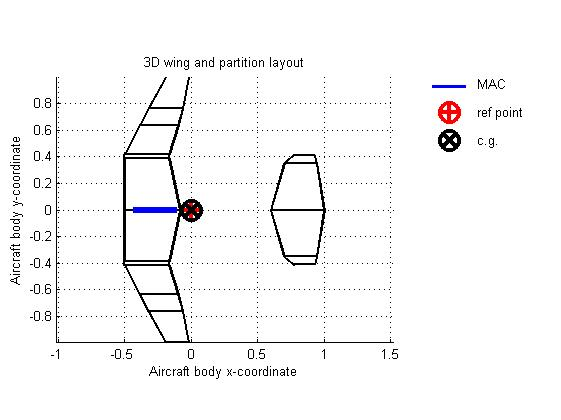 3D wing and partition layout
MAC
ref point
c.g.
Aircraft body y-coordinate
0.8
0.6
0.4
0.2
0
-0.2
-0.4
-0.6
-0.8
-1 -0.5 0 0.5 1 1.5
Aircraft body x-coordinate